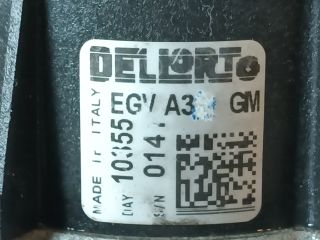 DELLORTO
EGV A3 GM
MADE IN ITALY
DAY 10355
S/N 014